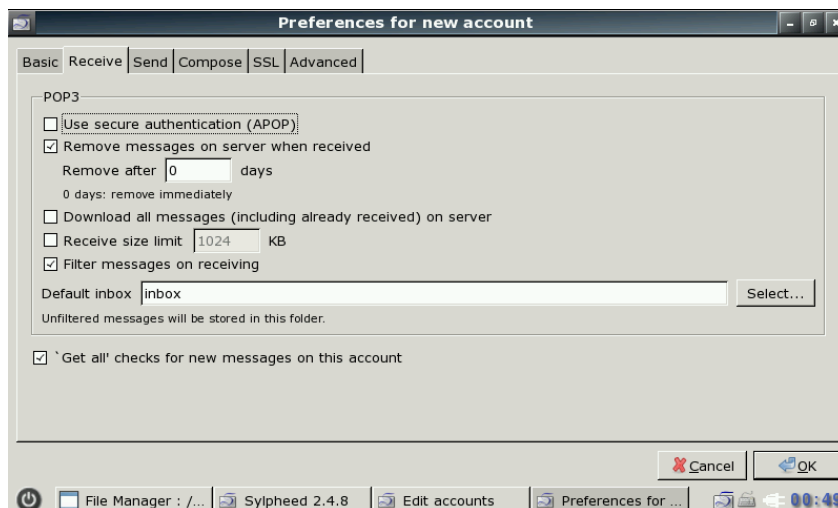 Preferences for new account
Basic Receive Send Compose SSL Advanced
POP3
Use secure authentication (APOP)
Remove messages on server when received
Remove after 0 days
0 days: remove immediately
Download all messages (including already received) on server
Receive size limit 1024 KB
Filter messages on receiving
Default inbox inbox Select...
Unfiltered messages will be stored in this folder.
`Get all' checks for new messages on this account
Cancel OK
File Manager : /... Sylpheed 2.4.8 Edit accounts Preferences for ... 00:49